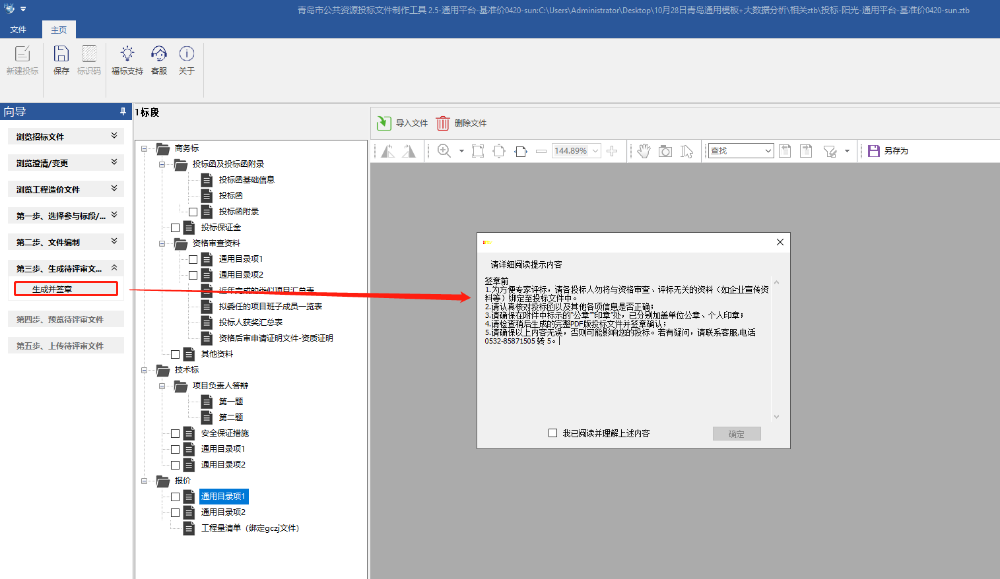 青岛市公共资源投标文件制作工具 2.5-通用平台-基准价0420-sun:C:\Users\Administrator\Desktop\10月28日青岛通用模板+大数据分析\相关ztb\投标-阳光-通用平台-基准价0420-sun.ztb
文件
主页
新建投标
保存
标识码
福标支持
客服
关于
向导
浏览招标文件
浏览澄清/变更
浏览工程造价文件
第一步、选择参与标段/...
第二步、文件编制
第三步、生成待评审文...
生成并签章
第四步、预览待评审文件
第五步、上传待评审文件
1标段
商务标
投标函及投标函附录
投标函基础信息
投标函
投标函附录
投标保证金
资格审查资料
通用目录项1
通用目录项2
近年完成的类似项目汇总表
拟委任的项目班子成员一览表
投标人获奖汇总表
资格后审申请证明文件-资质证明
其他资料
技术标
项目负责人答辩
第一题
第二题
安全保证措施
通用目录项1
通用目录项2
报价
通用目录项1
通用目录项2
工程量清单（绑定gczj文件）
导入文件
删除文件
144.89%
查找
另存为
请详细阅读提示内容
签章前
1.为方便专家评标，请各投标人勿将与资格审查、评标无关的资料（如企业宣传资
料等）绑定至投标文件中。
2.请认真核对投标函以及其他各项信息是否正确；
3.请确保在附件中标示的“公章”“印章”处，已分别加盖单位公章、个人印章；
4.请检查稍后生成的完整PDF版投标文件并签章确认；
5.请确保以上内容无误，否则可能影响您的投标。若有疑问，请联系客服,电话
0532-85871505 转 5。
我已阅读并理解上述内容
确定